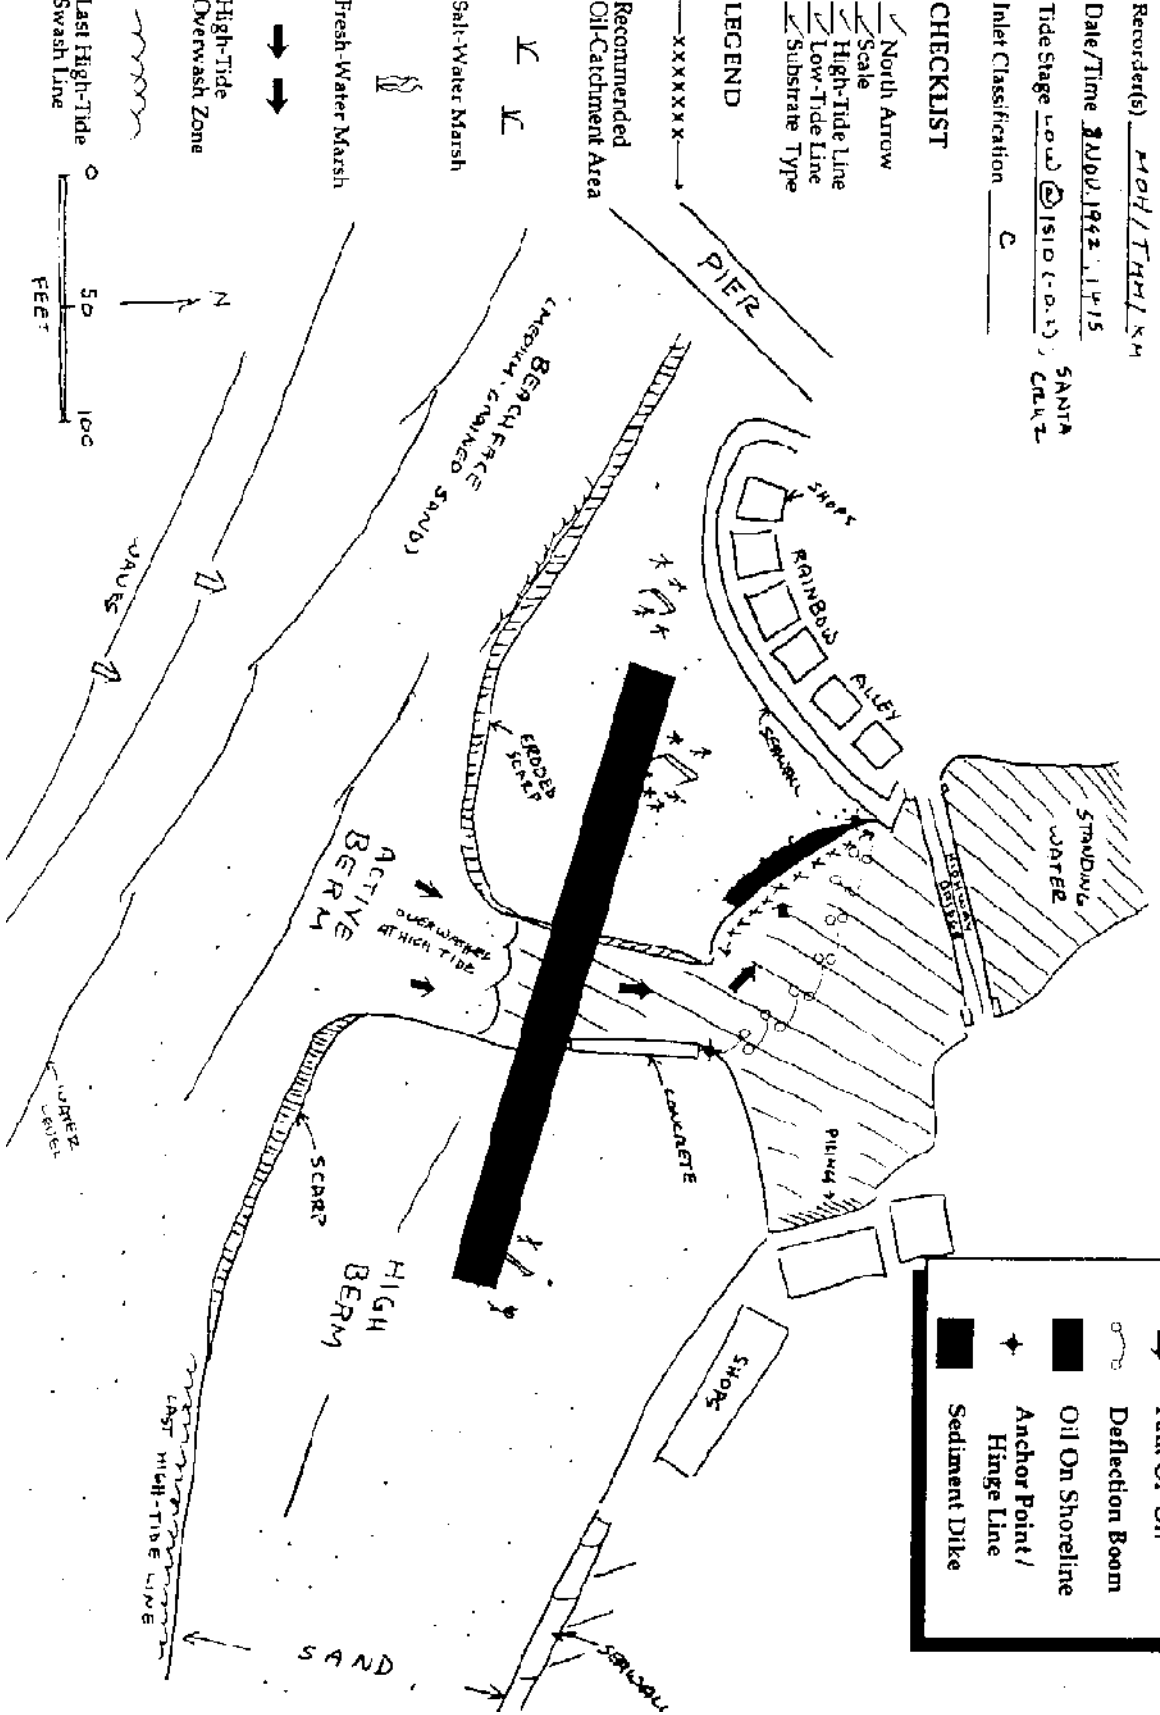 Recorder(s) MOH/TMM/KM
Date/Time 8 NOV. 1942; 1415
Tide Stage LOW @ 1510 (-0.2); SANTA CRUZ
Inlet Classification C
CHECKLIST
✓ North Arrow
✓ Scale
✓ High-Tide Line
✓ Low-Tide Line
✓ Substrate Type
LEGEND
xxxxxxx
Recommended
Oil-Catchment Area
Salt-Water Marsh
Fresh-Water Marsh
High-Tide
Overwash Zone
Last High-Tide
Swash Line
0 50 100
FEET
N
PIER
SHOPS
RAINBOW ALLEY
SEAWALL
STANDING
WATER
HIGHWAY
BRIDGE
BEACHFACE
(MEDIUM-GRAINED SAND)
ERODED
SCARP
WAVES
ACTIVE
BERM
OVERWASHED
AT HIGH TIDE
CONCRETE
PILING
WATER
LEVEL
SCARP
HIGH
BERM
SHOPS
LAST HIGH-TIDE LINE
SAND
SEAWALL
Deflection Boom
Oil On Shoreline
Anchor Point/
Hinge Line
Sediment Dike